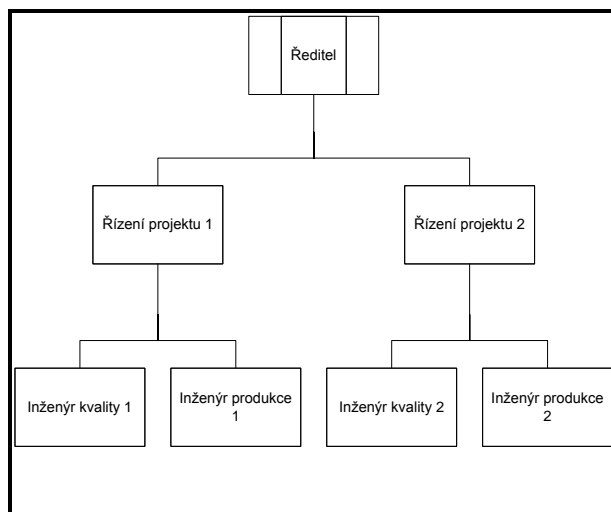 Ředitel
Řízení projektu 1
Řízení projektu 2
Inženýr kvality 1
Inženýr produkce
1
Inženýr kvality 2
Inženýr produkce
2